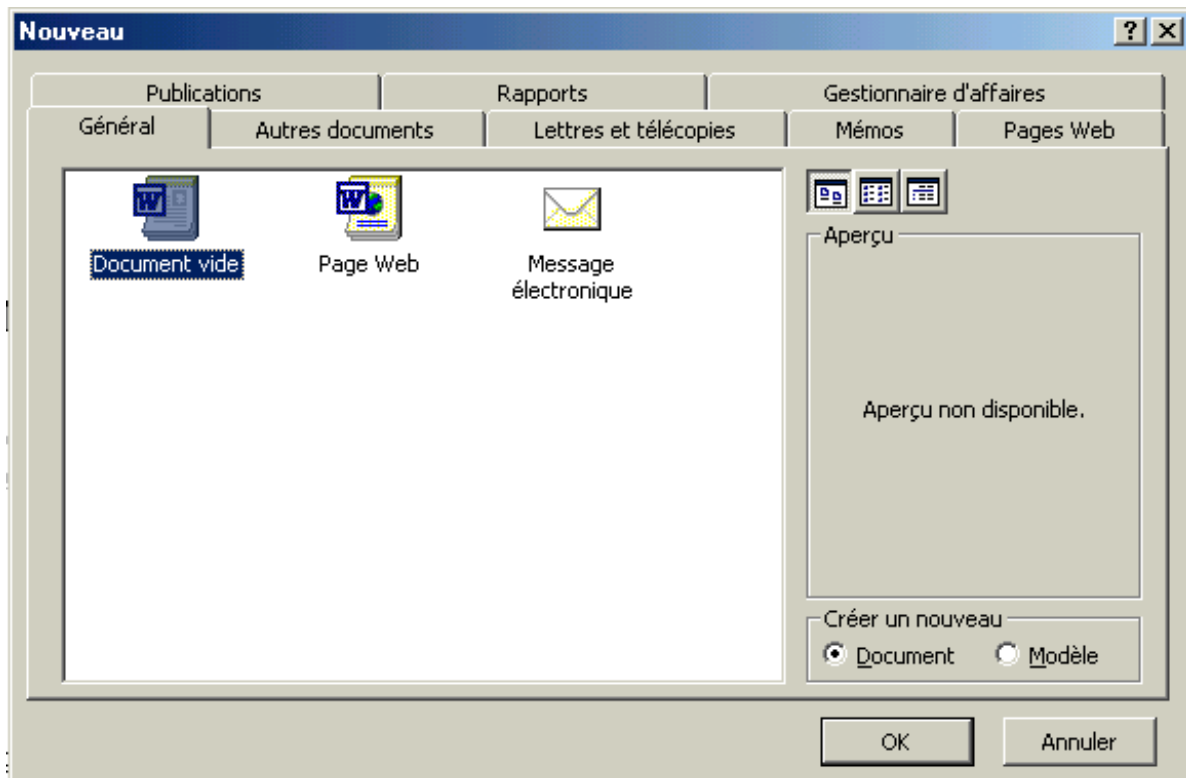 Nouveau
Publications
Rapports
Gestionnaire d'affaires
Général
Autres documents
Lettres et télécopies
Mémos
Pages Web
Document vide
Page Web
Message
électronique
Aperçu
Aperçu non disponible.
Créer un nouveau
Document
Modèle
OK
Annuler